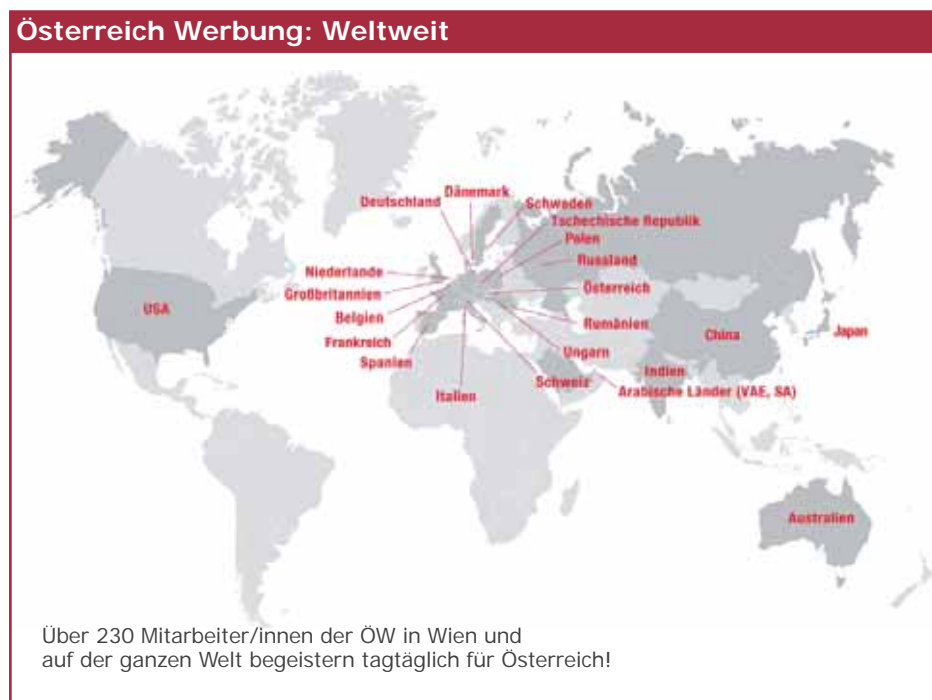 Österreich Werbung: Weltweit
Dänemark
Deutschland
Schweden
Tschechische Republik
Polen
Russland
Niederlande
Großbritannien
Österreich
USA
Belgien
Rumänien
China
Japan
Frankreich
Ungarn
Spanien
Indien
Schweiz
Arabische Länder (VAE, SA)
Italien
Australien
Über 230 Mitarbeiter/innen der ÖW in Wien und
auf der ganzen Welt begeistern tagtäglich für Österreich!